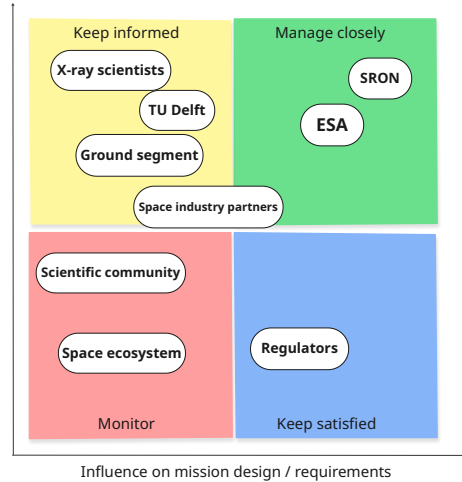 Keep informed
Manage closely
X-ray scientists
SRON
TU Delft
ESA
Ground segment
Space industry partners
Scientific community
Space ecosystem
Regulators
Monitor
Keep satisfied
Influence on mission design / requirements